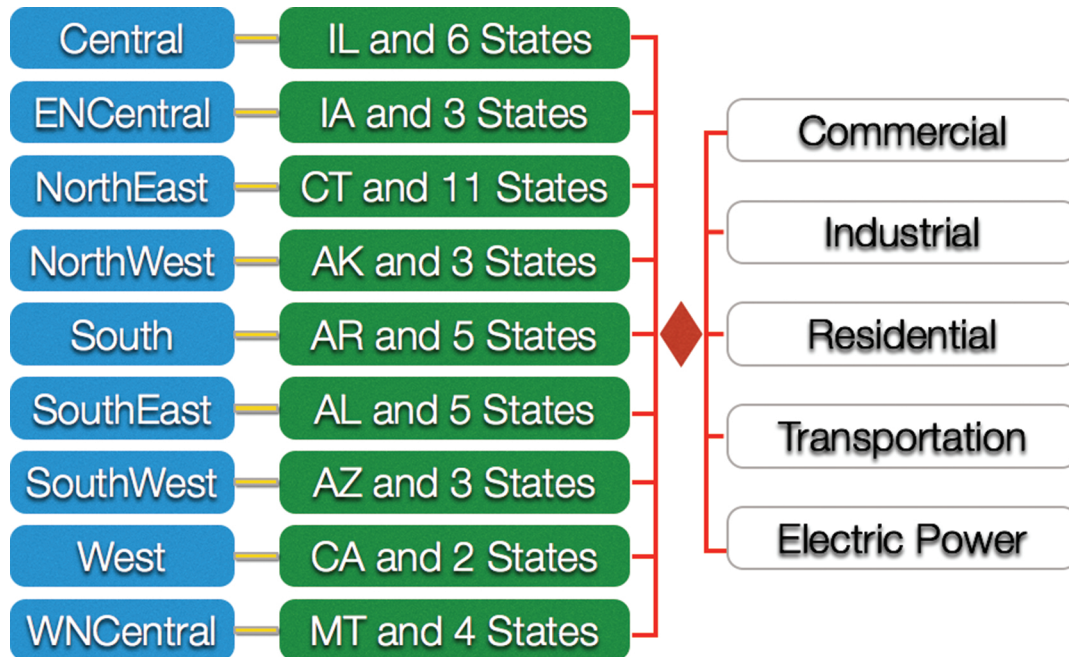 Central
IL and 6 States
ENCentral
IA and 3 States
NorthEast
CT and 11 States
NorthWest
AK and 3 States
South
AR and 5 States
SouthEast
AL and 5 States
SouthWest
AZ and 3 States
West
CA and 2 States
WNCentral
MT and 4 States
Commercial
Industrial
Residential
Transportation
Electric Power